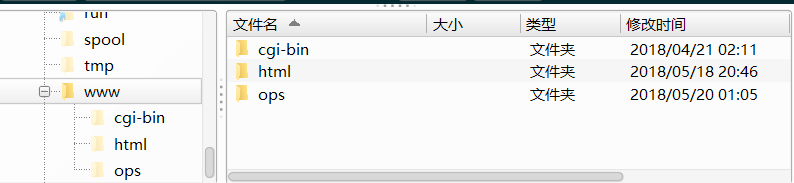 run
spool
tmp
www
cgi-bin
html
ops
文件名 大小 类型 修改时间
cgi-bin 文件夹 2018/04/21 02:11
html 文件夹 2018/05/18 20:46
ops 文件夹 2018/05/20 01:05